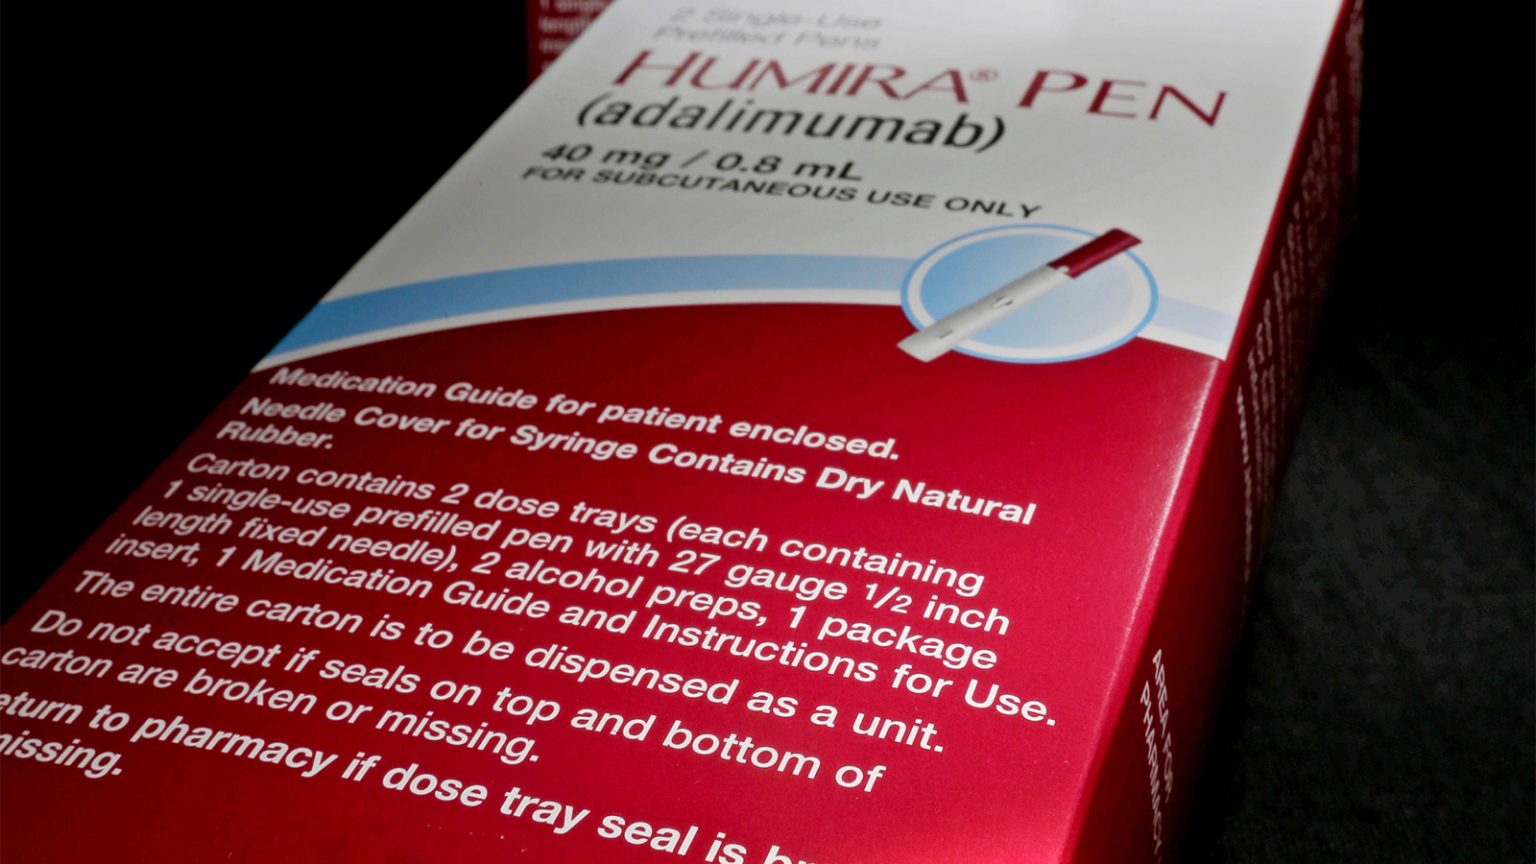 2 Single-Use
Prefilled Pens
HUMIRA® PEN
(adalimumab)
40 mg / 0.8 mL
FOR SUBCUTANEOUS USE ONLY
Medication Guide for patient enclosed.
Needle Cover for Syringe Contains Dry Natural
Rubber.
Carton contains 2 dose trays (each containing
1 single-use prefilled pen with 27 gauge 1/2 inch
length fixed needle), 2 alcohol preps, 1 package
insert, 1 Medication Guide and Instructions for Use.
The entire carton is to be dispensed as a unit.
Do not accept if seals on top and bottom of
carton are broken or missing.
eturn to pharmacy if dose tray seal is br
issing.
AREA FOR
PHARMACY